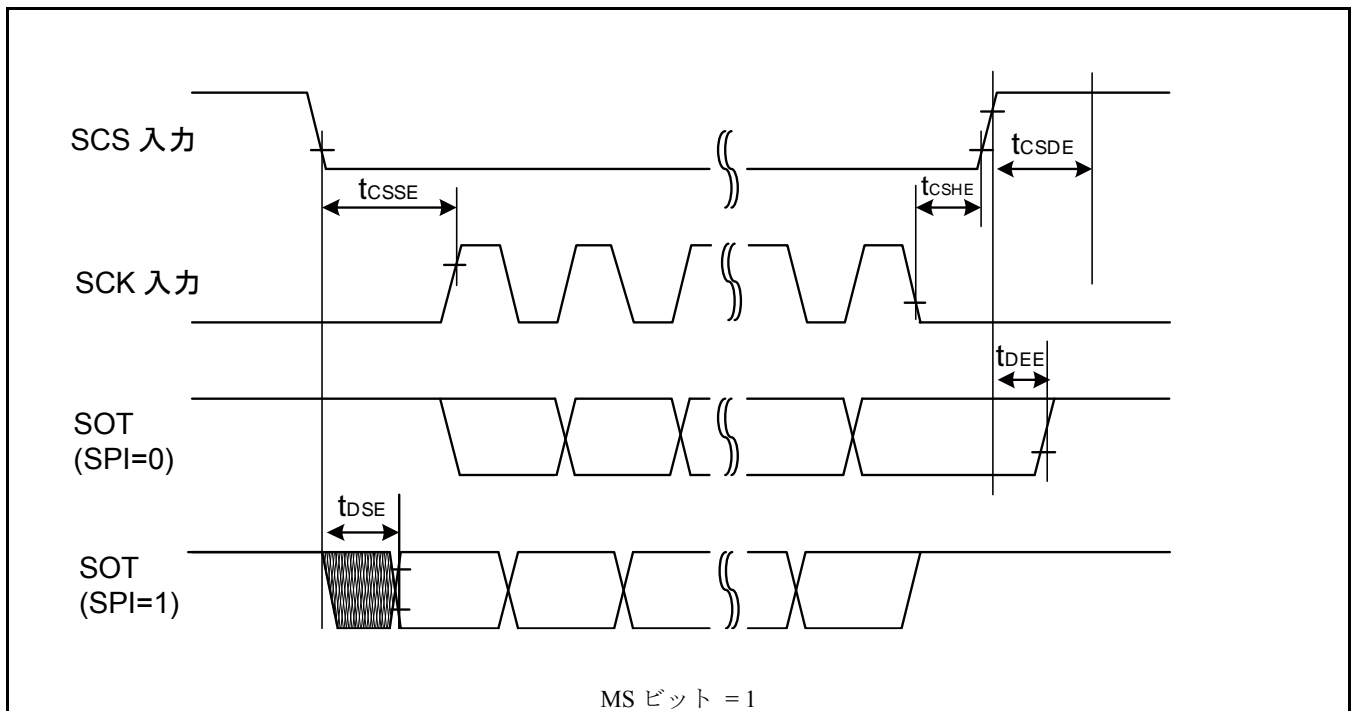 SCS 入力
tCSSE
tCSHE
tCSDE
SCK 入力
tDEE
SOT
(SPI=0)
tDSE
SOT
(SPI=1)
MS ビット = 1